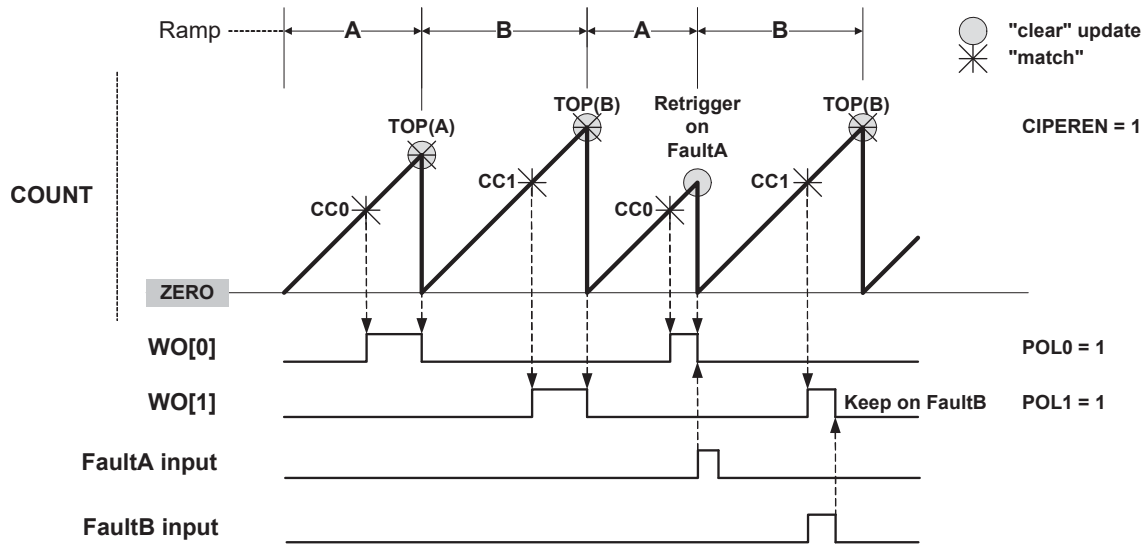 Ramp A B A B
"clear" update
"match"
TOP(A) TOP(B) Retrigger on FaultA TOP(B)
CIPEREN = 1
COUNT
CC0 CC1 CC0 CC1
ZERO
WO[0] POL0 = 1
WO[1] Keep on FaultB POL1 = 1
FaultA input
FaultB input